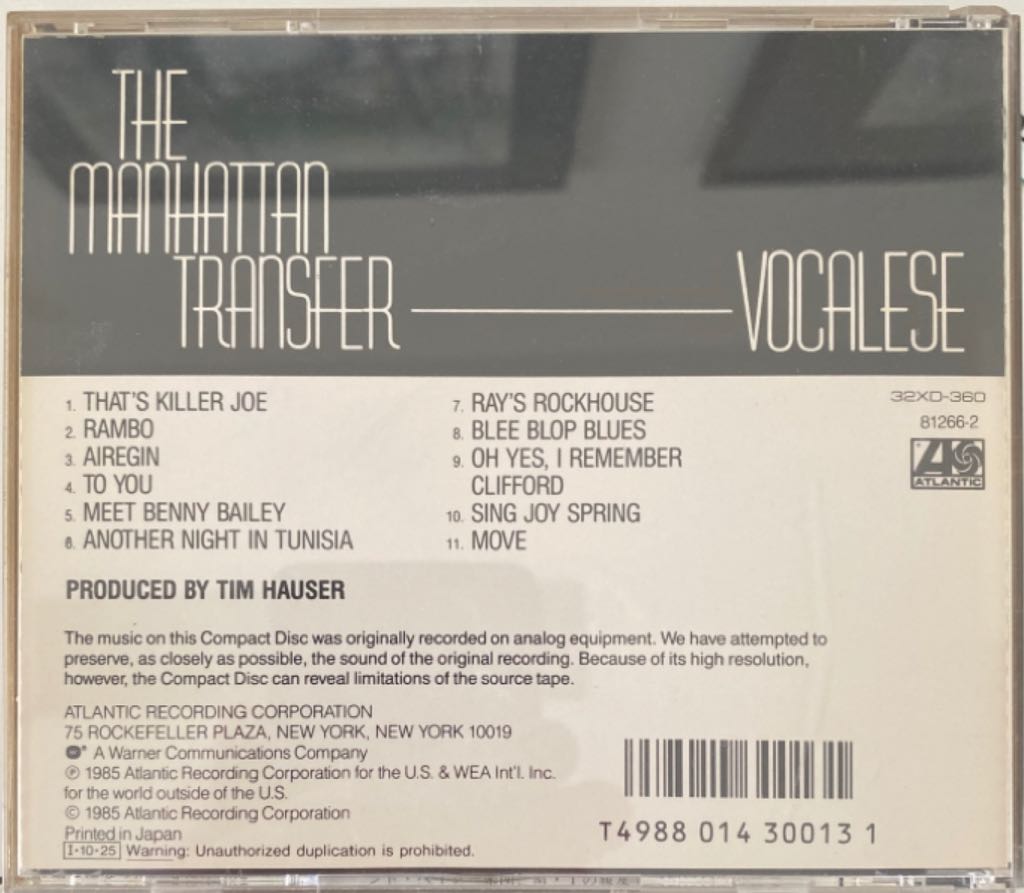 THE
MANHATTAN
TRANSFER
VOCALESE
1. THAT'S KILLER JOE
2. RAMBO
3. AIREGIN
4. TO YOU
5. MEET BENNY BAILEY
6. ANOTHER NIGHT IN TUNISIA
7. RAY'S ROCKHOUSE
8. BLEE BLOP BLUES
9. OH YES, I REMEMBER
CLIFFORD
10. SING JOY SPRING
11. MOVE
32XD-360
81266-2
ATLANTIC
PRODUCED BY TIM HAUSER
The music on this Compact Disc was originally recorded on analog equipment. We have attempted to
preserve, as closely as possible, the sound of the original recording. Because of its high resolution,
however, the Compact Disc can reveal limitations of the source tape.
ATLANTIC RECORDING CORPORATION
75 ROCKEFELLER PLAZA, NEW YORK, NEW YORK 10019
A Warner Communications Company
℗ 1985 Atlantic Recording Corporation for the U.S. & WEA Int'l. Inc.
for the world outside of the U.S.
© 1985 Atlantic Recording Corporation
Printed in Japan
I·10·25 Warning: Unauthorized duplication is prohibited.
T4988 014 30013 1